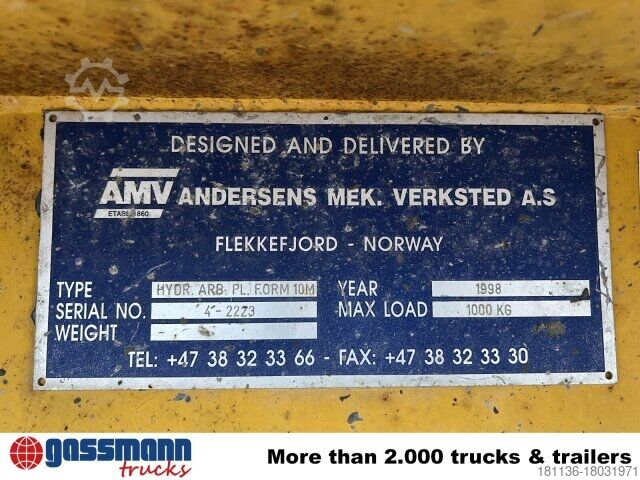 DESIGNED AND DELIVERED BY
AMV ANDERSENS MEK. VERKSTED A.S
ETABL. 1860
FLEKKEFJORD - NORWAY
TYPE HYDR. ARB. PL. FORM 10M YEAR 1998
SERIAL NO. 4-2223 MAX LOAD 1000 KG
WEIGHT -
TEL: +47 38 32 33 66 - FAX: +47 38 32 33 30
gassmann trucks
More than 2.000 trucks & trailers
181136-18031971